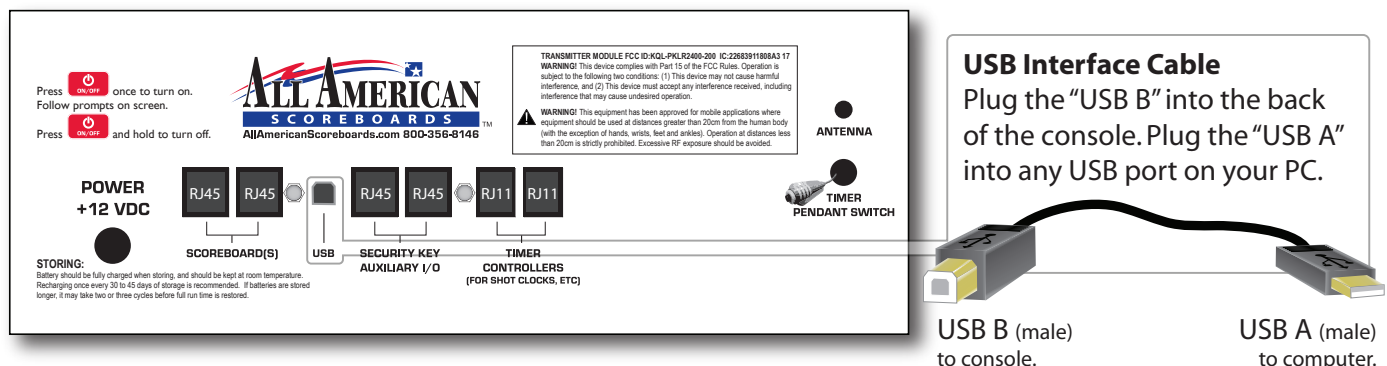 Press ON/OFF once to turn on.
Follow prompts on screen.
Press ON/OFF and hold to turn off.
ALL AMERICAN
SCOREBOARDS TM
AllAmericanScoreboards.com 800-356-8146
TRANSMITTER MODULE FCC ID:KQL-PKLR2400-200 IC:22683911808A3 17
WARNING! This device complies with Part 15 of the FCC Rules. Operation is
subject to the following two conditions: (1) This device may not cause harmful
interference, and (2) This device must accept any interference received, including
interference that may cause undesired operation.
WARNING! This equipment has been approved for mobile applications where
equipment should be used at distances greater than 20cm from the human body
(with the exception of hands, wrists, feet and ankles). Operation at distances less
than 20cm is strictly prohibited. Excessive RF exposure should be avoided.
ANTENNA
TIMER
PENDANT SWITCH
POWER
+12 VDC
RJ45 RJ45 RJ45 RJ45 RJ11 RJ11
SCOREBOARD(S)
USB
SECURITY KEY
AUXILIARY I/O
TIMER
CONTROLLERS
(FOR SHOT CLOCKS, ETC)
STORING:
Battery should be fully charged when storing, and should be kept at room temperature.
Recharging once every 30 to 45 days of storage is recommended. If batteries are stored
longer, it may take two or three cycles before full run time is restored.
USB Interface Cable
Plug the “USB B” into the back
of the console. Plug the “USB A”
into any USB port on your PC.
USB B (male)
to console.
USB A (male)
to computer.